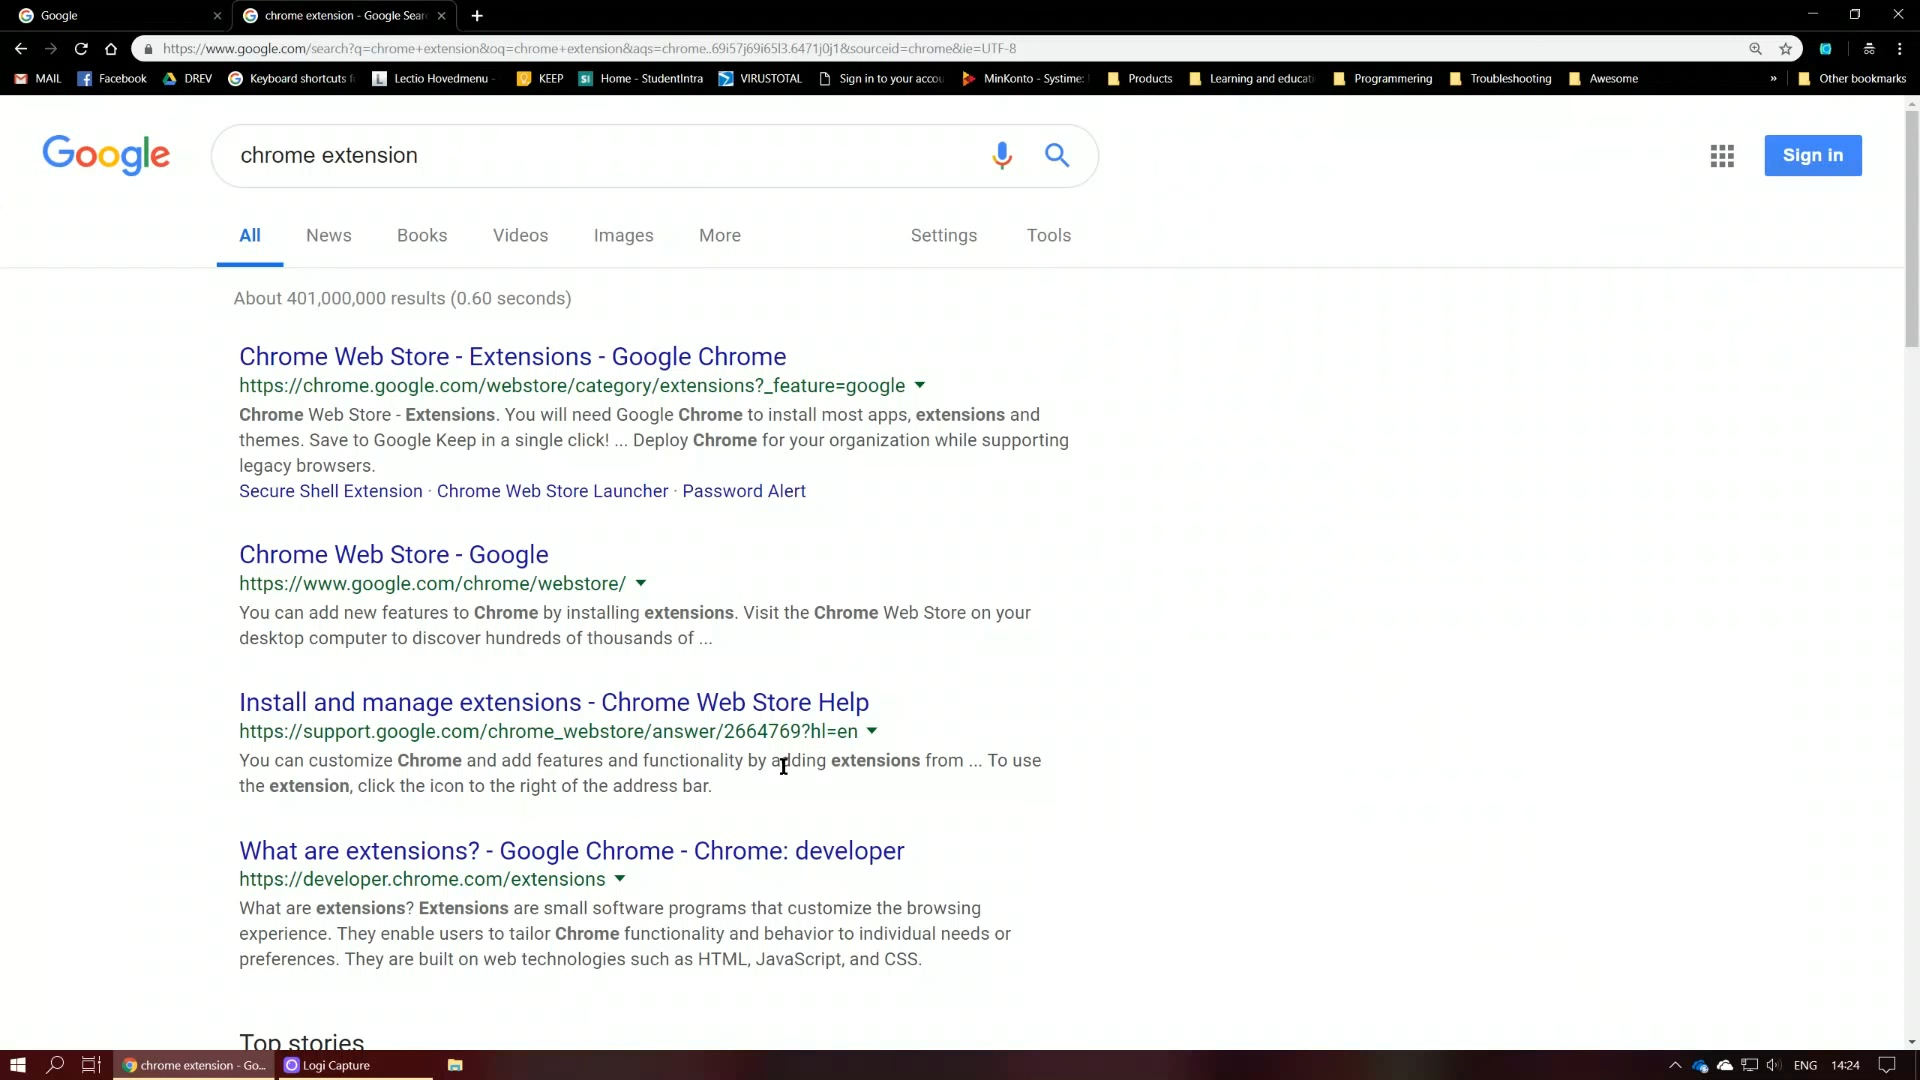 Google
chrome extension - Google Sear
https://www.google.com/search?q=chrome+extension&oq=chrome+extension&aqs=chrome..69i57j69i65l3.6471j0j1&sourceid=chrome&ie=UTF-8
MAIL Facebook DREV Keyboard shortcuts f Lectio Hovedmenu - KEEP Home - StudentIntra VIRUSTOTAL Sign in to your accou MinKonto - Systime: Products Learning and educati Programming Troubleshooting Awesome » Other bookmarks
Google chrome extension Sign in
All News Books Videos Images More Settings Tools
About 401,000,000 results (0.60 seconds)
Chrome Web Store - Extensions - Google Chrome
https://chrome.google.com/webstore/category/extensions?_feature=google
Chrome Web Store - Extensions. You will need Google Chrome to install most apps, extensions and
themes. Save to Google Keep in a single click! ... Deploy Chrome for your organization while supporting
legacy browsers.
Secure Shell Extension · Chrome Web Store Launcher · Password Alert
Chrome Web Store - Google
https://www.google.com/chrome/webstore/
You can add new features to Chrome by installing extensions. Visit the Chrome Web Store on your
desktop computer to discover hundreds of thousands of ...
Install and manage extensions - Chrome Web Store Help
https://support.google.com/chrome_webstore/answer/2664769?hl=en
You can customize Chrome and add features and functionality by adding extensions from ... To use
the extension, click the icon to the right of the address bar.
What are extensions? - Google Chrome - Chrome: developer
https://developer.chrome.com/extensions
What are extensions? Extensions are small software programs that customize the browsing
experience. They enable users to tailor Chrome functionality and behavior to individual needs or
preferences. They are built on web technologies such as HTML, JavaScript, and CSS.
Top stories
chrome extension - Go... Logi Capture ENG 14:24